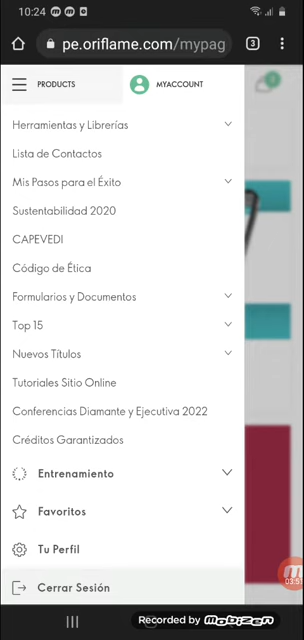 10:24
pe.oriflame.com/mypag
3
PRODUCTS
MYACCOUNT
Herramientas y Librerías
Lista de Contactos
Mis Pasos para el Éxito
Sustentabilidad 2020
CAPEVEDI
Código de Ética
Formularios y Documentos
Top 15
Nuevos Títulos
Tutoriales Sitio Online
Conferencias Diamante y Ejecutiva 2022
Créditos Garantizados
Entrenamiento
Favoritos
Tu Perfil
Cerrar Sesión
Recorded by MOBIZEN